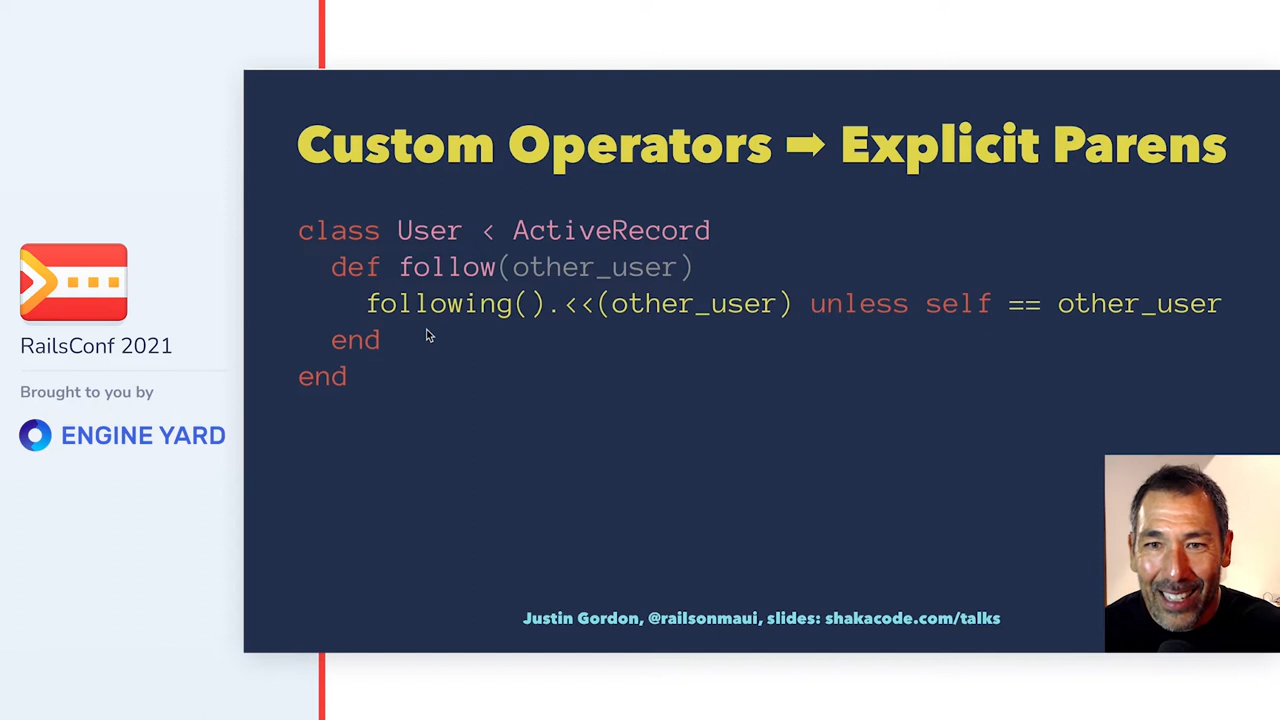 Custom Operators ➡ Explicit Parens
class User < ActiveRecord
def follow(other_user)
following().<<(other_user) unless self == other_user
end
end
RailsConf 2021
Brought to you by
ENGINE YARD
Justin Gordon, @railsonmaui, slides: shakacode.com/talks